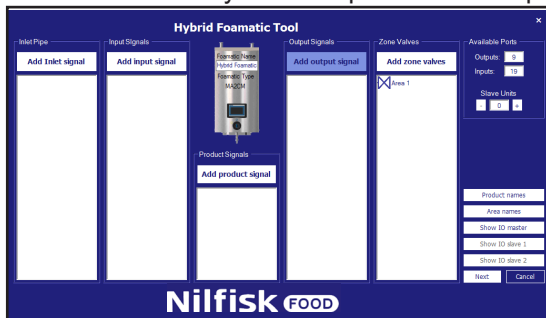 Hybrid Foamatic Tool
×
Inlet Pipe
Add Inlet signal
Input Signals
Add input signal
Foamatic Name
Hybrid Foamatic
Foamatic Type
MA2CM
Product Signals
Add product signal
Output Signals
Add output signal
Zone Valves
Add zone valves
Area 1
Available Ports
Outputs: 9
Inputs: 19
Slave Units
- 0 +
Product names
Area names
Show IO master
Show IO slave 1
Show IO slave 2
Next Cancel
Nilfisk FOOD